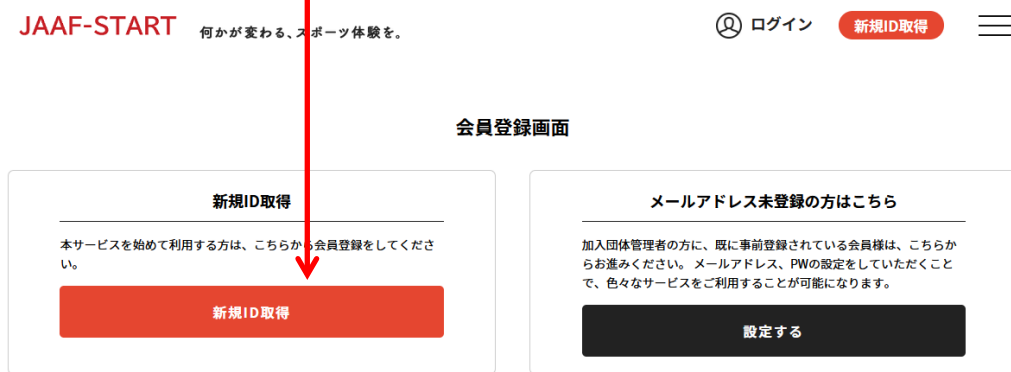 JAAF-START 何かが変わる、スポーツ体験を。 ログイン 新規ID取得
会員登録画面
新規ID取得
本サービスを始めて利用する方は、こちらから会員登録をしてくださ
い。
新規ID取得
メールアドレス未登録の方はこちら
加入団体管理者の方に、既に事前登録されている会員様は、こちらか
らお進みください。 メールアドレス、PWの設定をしていただくこと
で、色々なサービスをご利用することが可能になります。
設定する